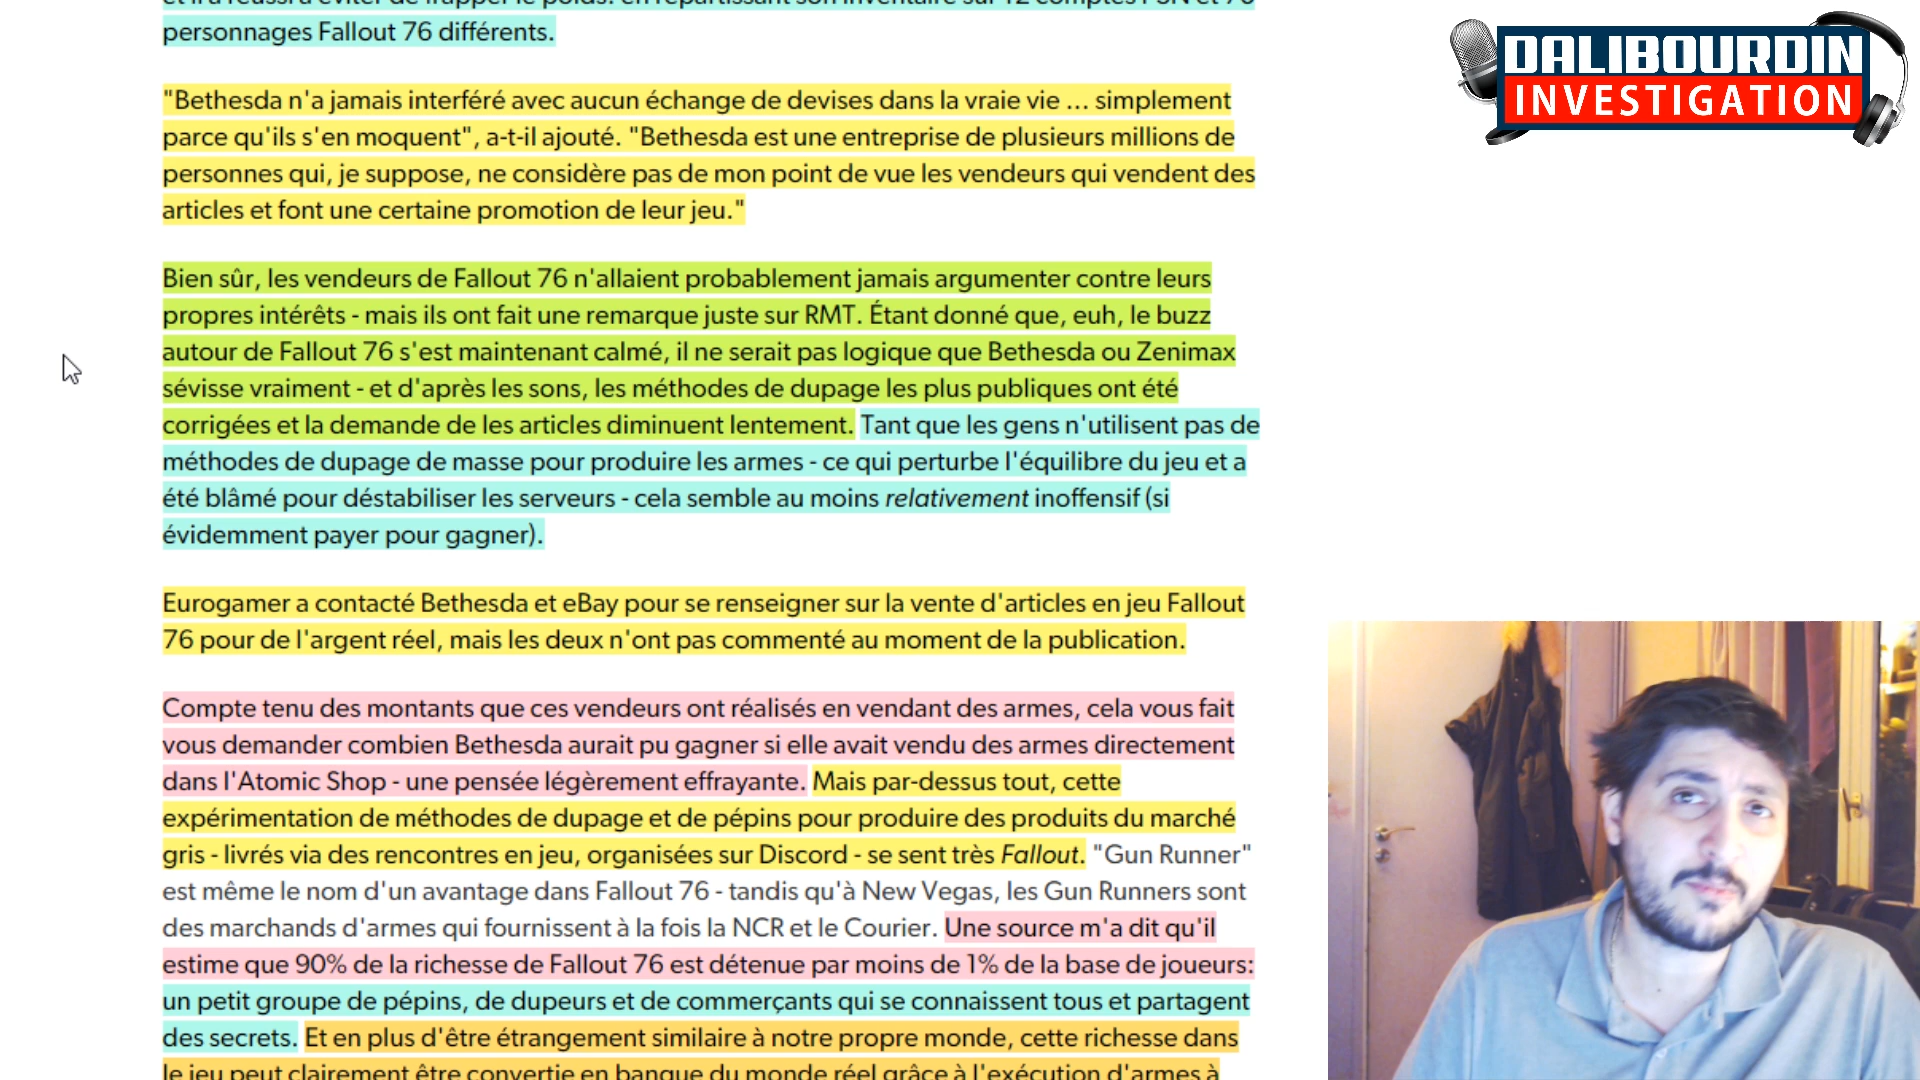 personnages Fallout 76 différents.
"Bethesda n'a jamais interféré avec aucun échange de devises dans la vraie vie ... simplement
parce qu'ils s'en moquent", a-t-il ajouté. "Bethesda est une entreprise de plusieurs millions de
personnes qui, je suppose, ne considère pas de mon point de vue les vendeurs qui vendent des
articles et font une certaine promotion de leur jeu."
Bien sûr, les vendeurs de Fallout 76 n'allaient probablement jamais argumenter contre leurs
propres intérêts - mais ils ont fait une remarque juste sur RMT. Étant donné que, euh, le buzz
autour de Fallout 76 s'est maintenant calmé, il ne serait pas logique que Bethesda ou Zenimax
sévisse vraiment - et d'après les sons, les méthodes de dupage les plus publiques ont été
corrigées et la demande de les articles diminuent lentement. Tant que les gens n'utilisent pas de
méthodes de dupage de masse pour produire les armes - ce qui perturbe l'équilibre du jeu et a
été blâmé pour déstabiliser les serveurs - cela semble au moins relativement inoffensif (si
évidemment payer pour gagner).
Eurogamer a contacté Bethesda et eBay pour se renseigner sur la vente d'articles en jeu Fallout
76 pour de l'argent réel, mais les deux n'ont pas commenté au moment de la publication.
Compte tenu des montants que ces vendeurs ont réalisés en vendant des armes, cela vous fait
vous demander combien Bethesda aurait pu gagner si elle avait vendu des armes directement
dans l'Atomic Shop - une pensée légèrement effrayante. Mais par-dessus tout, cette
expérimentation de méthodes de dupage et de pépins pour produire des produits du marché
gris - livrés via des rencontres en jeu, organisées sur Discord - se sent très Fallout. "Gun Runner"
est même le nom d'un avantage dans Fallout 76 - tandis qu'à New Vegas, les Gun Runners sont
des marchands d'armes qui fournissent à la fois la NCR et le Courier. Une source m'a dit qu'il
estime que 90% de la richesse de Fallout 76 est détenue par moins de 1% de la base de joueurs:
un petit groupe de pépins, de dupeurs et de commerçants qui se connaissent tous et partagent
des secrets. Et en plus d'être étrangement similaire à notre propre monde, cette richesse dans
le jeu peut clairement être convertie en banque du monde réel grâce à l'exécution d'armes à
DALIBOURDIN
INVESTIGATION